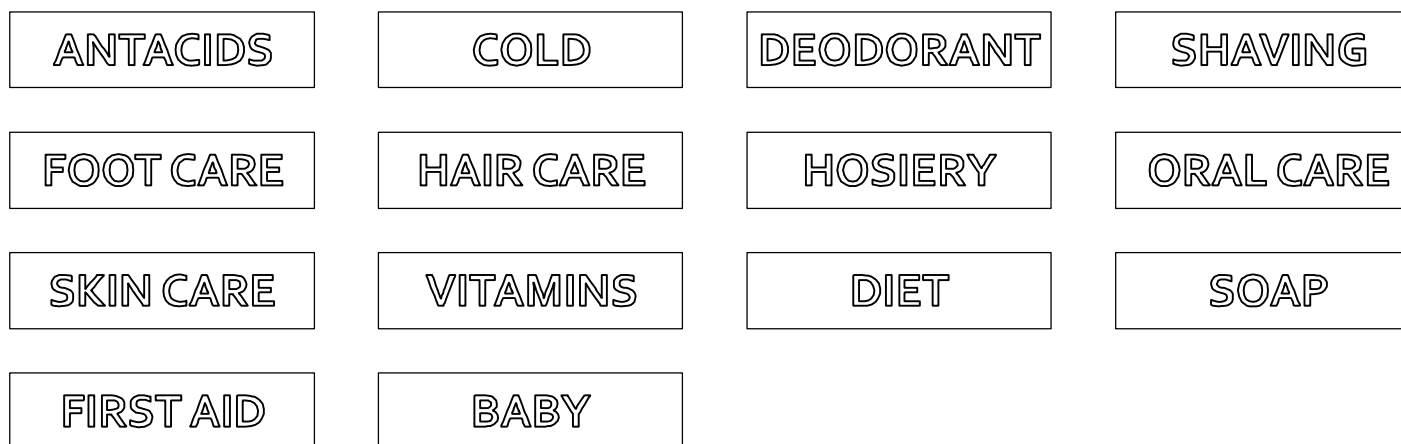 ANTACIDS COLD DEODORANT SHAVING
FOOT CARE HAIR CARE HOSIERY ORAL CARE
SKIN CARE VITAMINS DIET SOAP
FIRST AID BABY